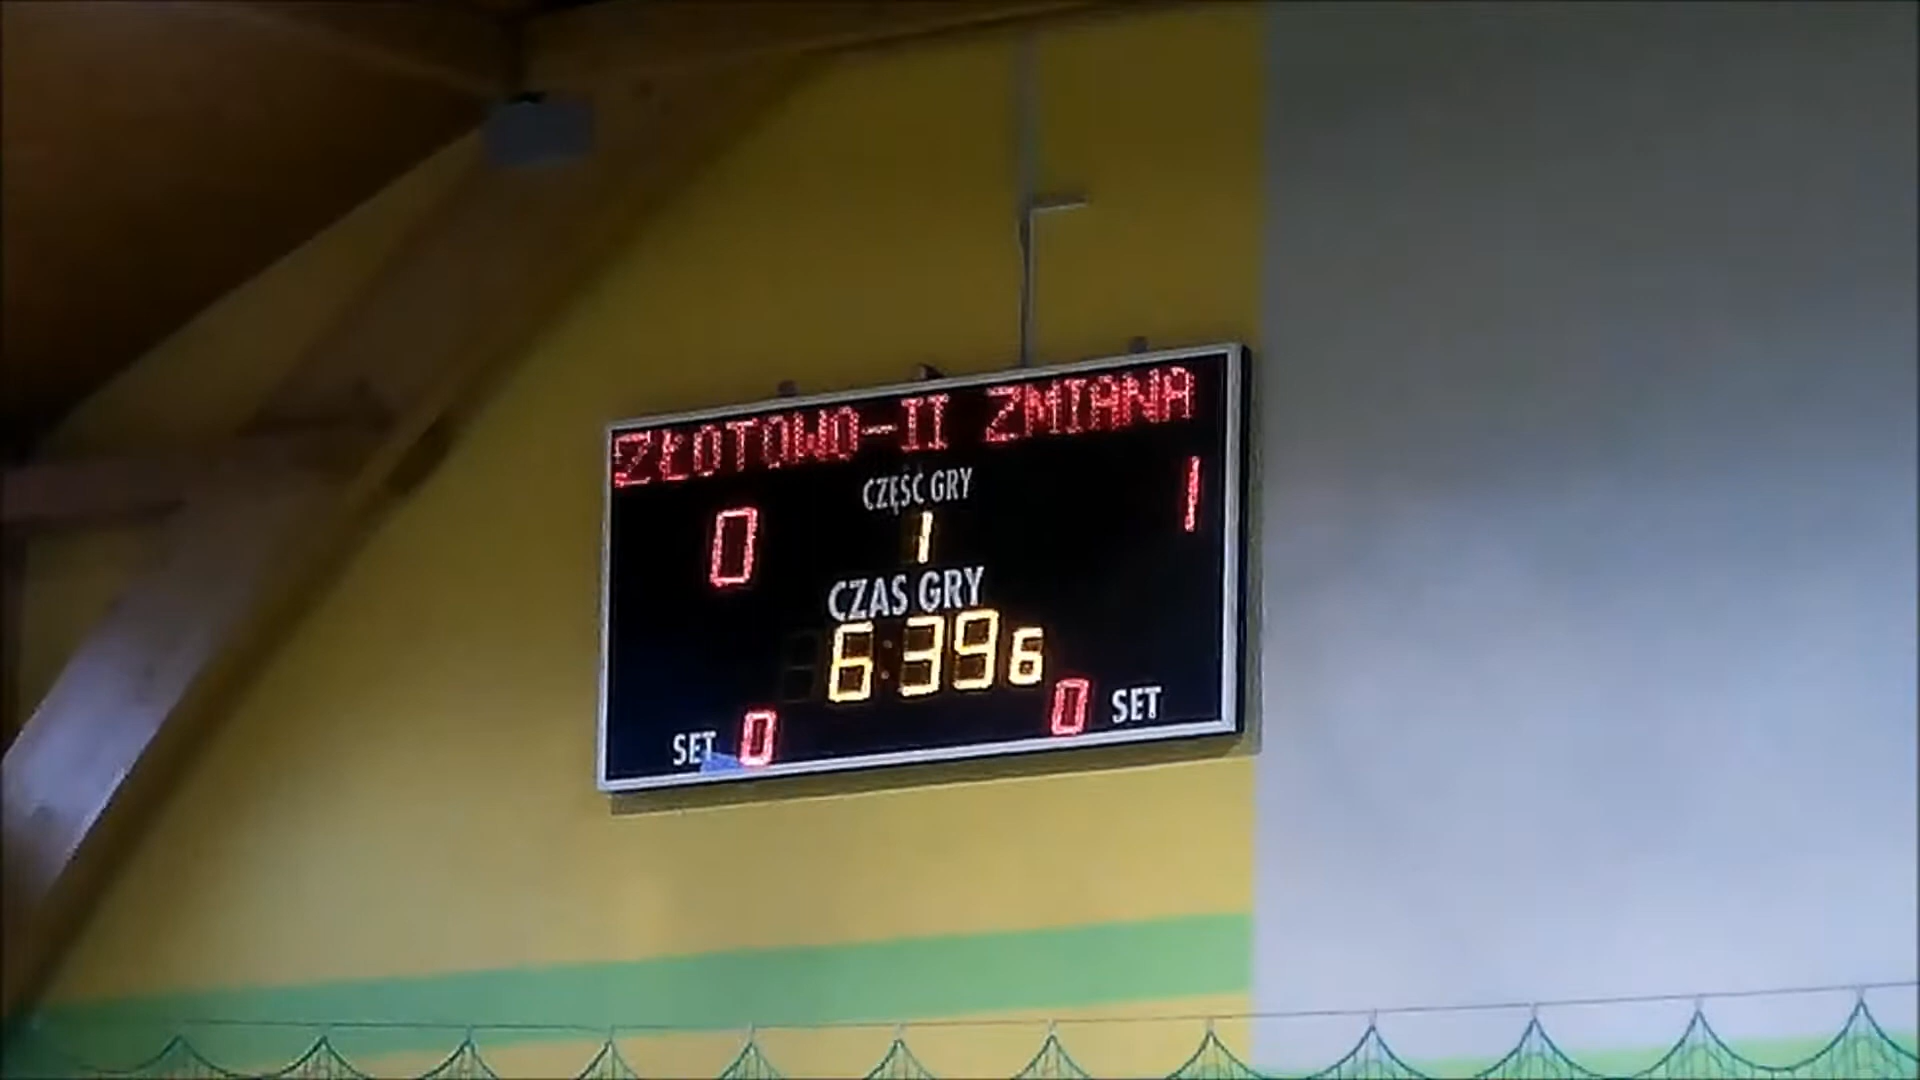 ZŁOTOWO-II ZMIANA
CZĘŚĆ GRY
0 1 1
CZAS GRY
6:39 6
SET 0 0 SET